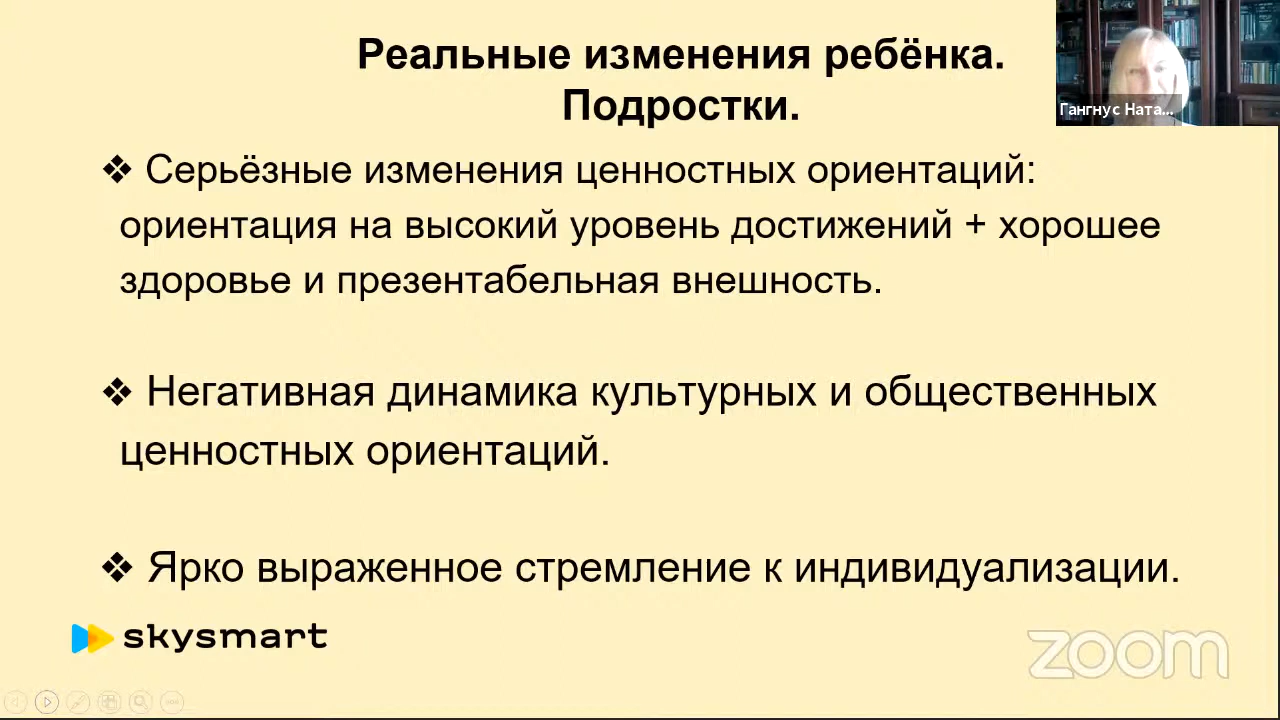 Реальные изменения ребёнка.
Подростки.
Гангнус Ната...
❖ Серьёзные изменения ценностных ориентаций:
ориентация на высокий уровень достижений + хорошее
здоровье и презентабельная внешность.
❖ Негативная динамика культурных и общественных
ценностных ориентаций.
❖ Ярко выраженное стремление к индивидуализации.
skysmart
zoom